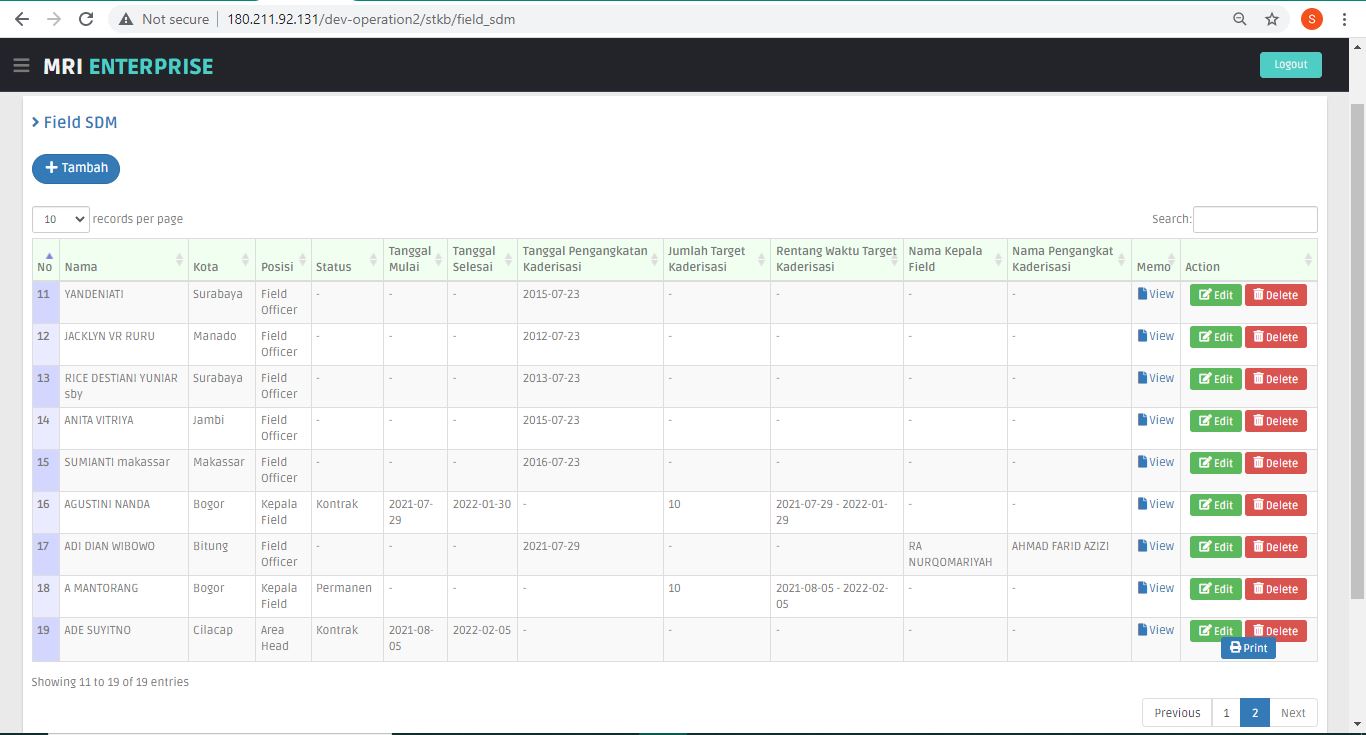 Not secure | 180.211.92.131/dev-operation2/stkb/field_sdm
S
MRI ENTERPRISE
Logout
Field SDM
Tambah
10 records per page
Search:
No Nama Kota Posisi Status Tanggal Mulai Tanggal Selesai Tanggal Pengangkatan Kaderisasi Jumlah Target Kaderisasi Rentang Waktu Target Kaderisasi Nama Kepala Field Nama Pengangkat Kaderisasi Memo Action
11 YANDENIATI Surabaya Field Officer - - - 2015-07-23 - - - - View Edit Delete
12 JACKLYN VR RURU Manado Field Officer - - - 2012-07-23 - - - - View Edit Delete
13 RICE DESTIANI YUNIAR sby Surabaya Field Officer - - - 2013-07-23 - - - - View Edit Delete
14 ANITA VITRIYA Jambi Field Officer - - - 2015-07-23 - - - - View Edit Delete
15 SUMIANTI makassar Makassar Field Officer - - - 2016-07-23 - - - - View Edit Delete
16 AGUSTINI NANDA Bogor Kepala Field Kontrak 2021-07-29 2022-01-30 - 10 2021-07-29 - 2022-01-29 - - View Edit Delete
17 ADI DIAN WIBOWO Bitung Field Officer - - - 2021-07-29 - - RA NURQOMARIYAH AHMAD FARID AZIZI View Edit Delete
18 A MANTORANG Bogor Kepala Field Permanen - - - 10 2021-08-05 - 2022-02-05 - - View Edit Delete
19 ADE SUYITNO Cilacap Area Head Kontrak 2021-08-05 2022-02-05 - - - - - View Edit Delete
Print
Showing 11 to 19 of 19 entries
Previous 1 2 Next